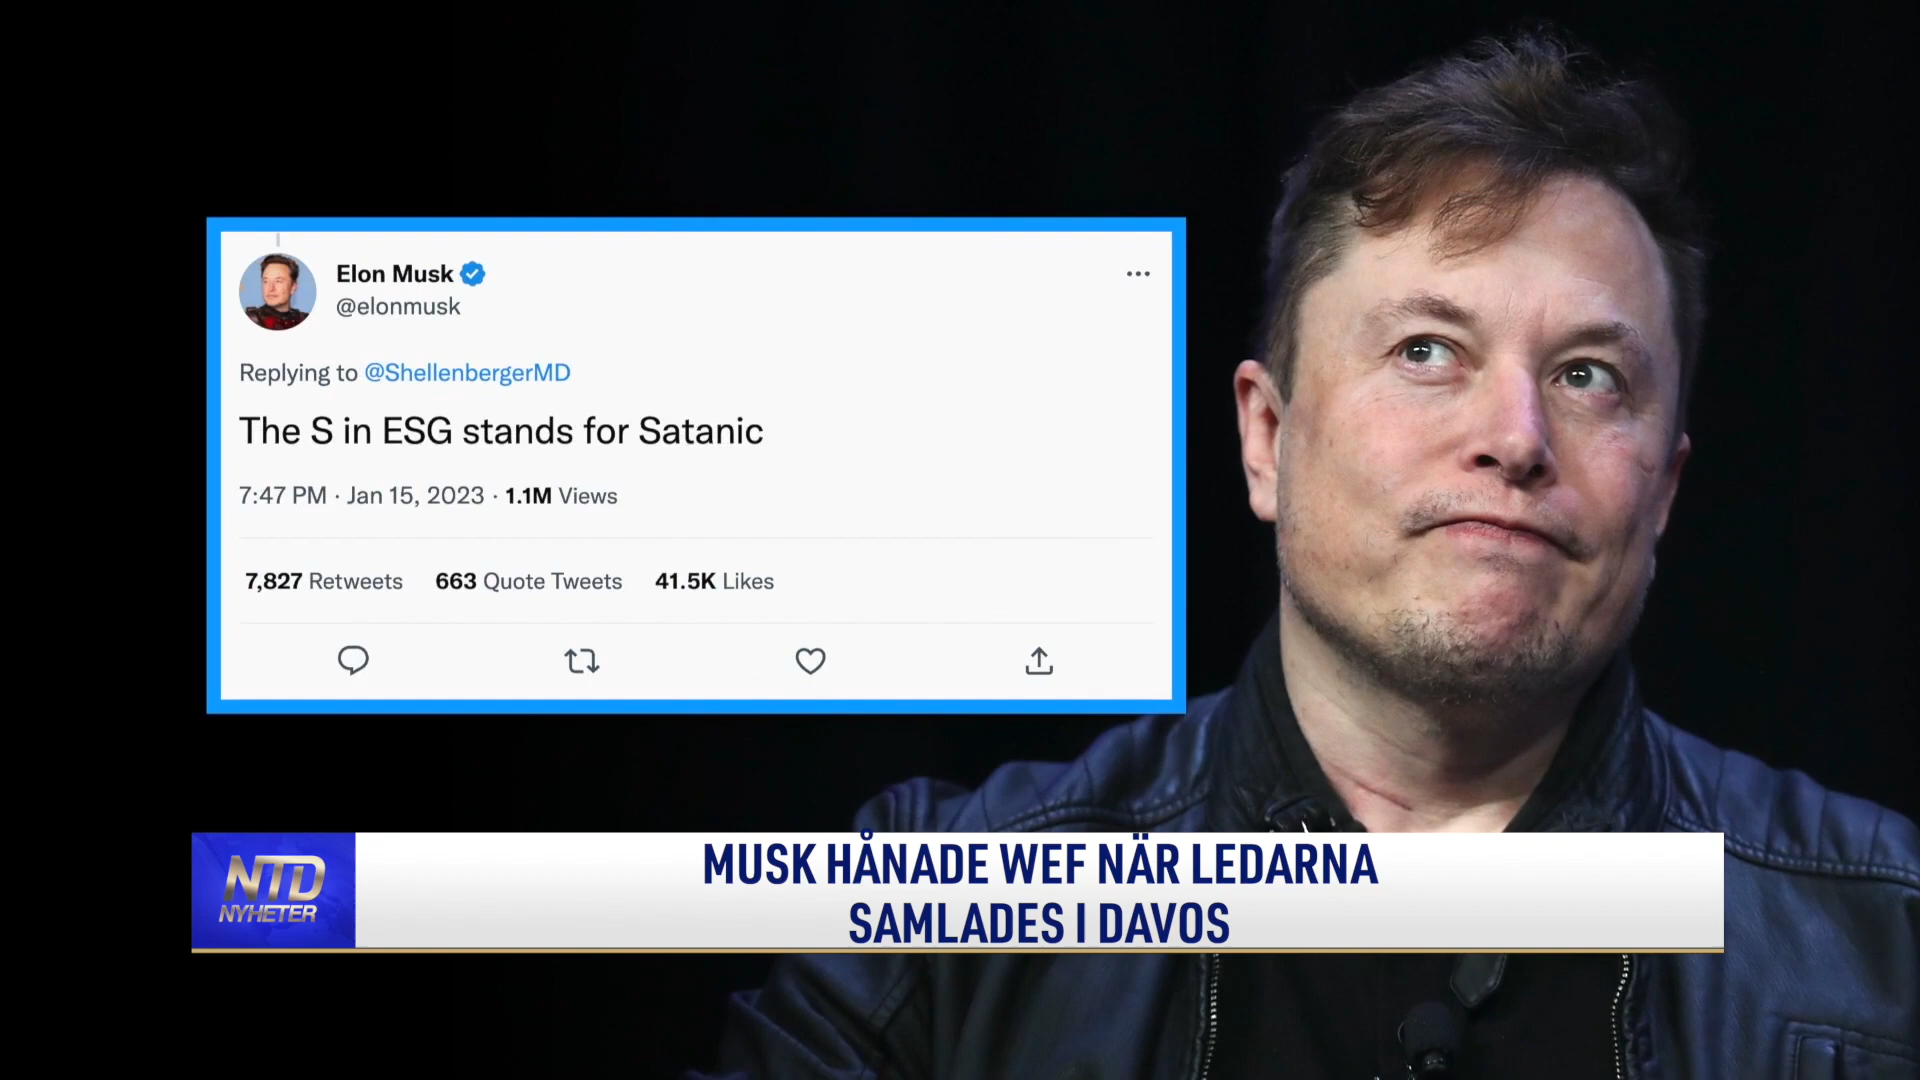 Elon Musk
@elonmusk
Replying to @ShellenbergerMD
The S in ESG stands for Satanic
7:47 PM · Jan 15, 2023 · 1.1M Views
7,827 Retweets 663 Quote Tweets 41.5K Likes
NTD
NYHETER
MUSK HÅNADE WEF NÄR LEDARNA
SAMLADES I DAVOS